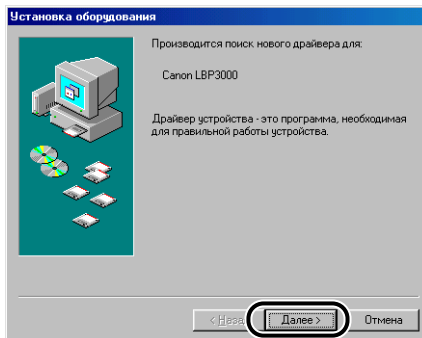 Установка оборудования
Производится поиск нового драйвера для:
Canon LBP3000
Драйвер устройства - это программа, необходимая
для правильной работы устройства.
< Наза
Далее >
Отмена